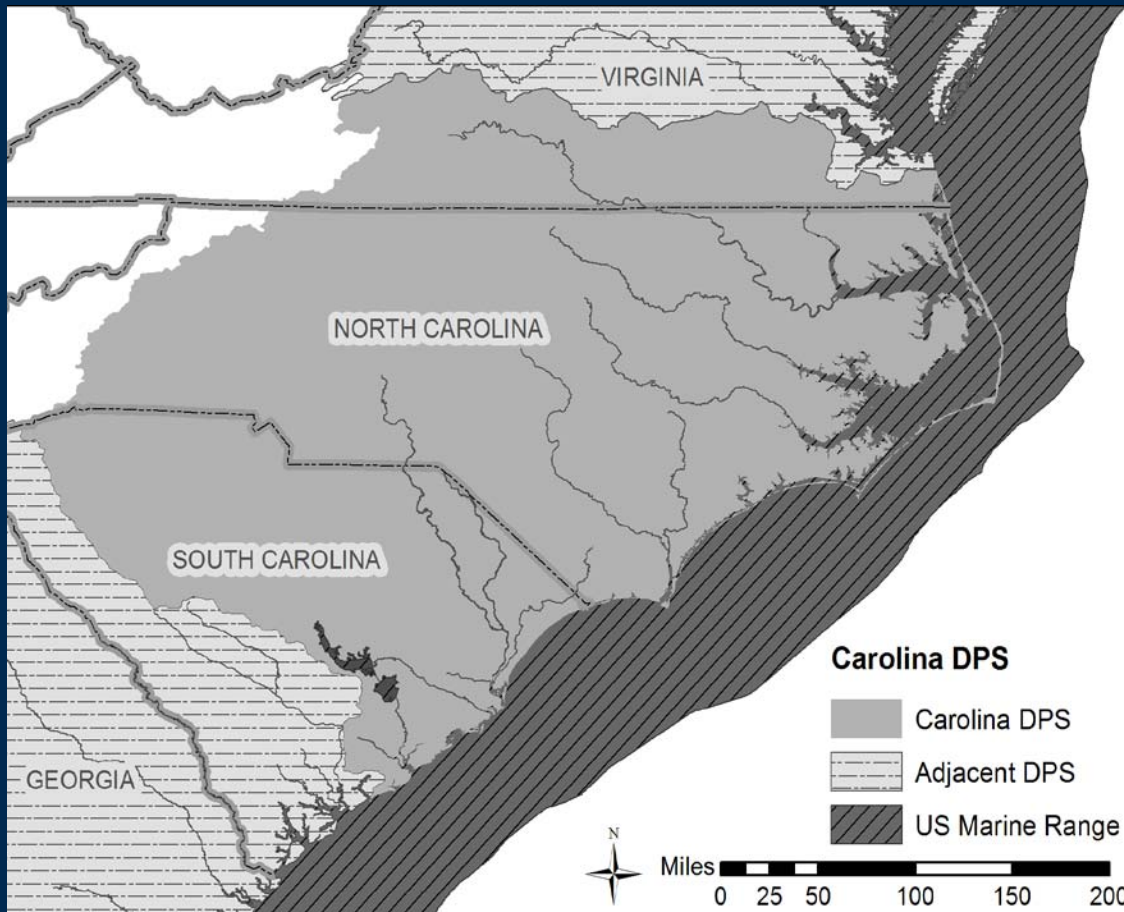 VIRGINIA
NORTH CAROLINA
SOUTH CAROLINA
GEORGIA
Carolina DPS
Carolina DPS
Adjacent DPS
US Marine Range
N
Miles
0 25 50 100 150 200